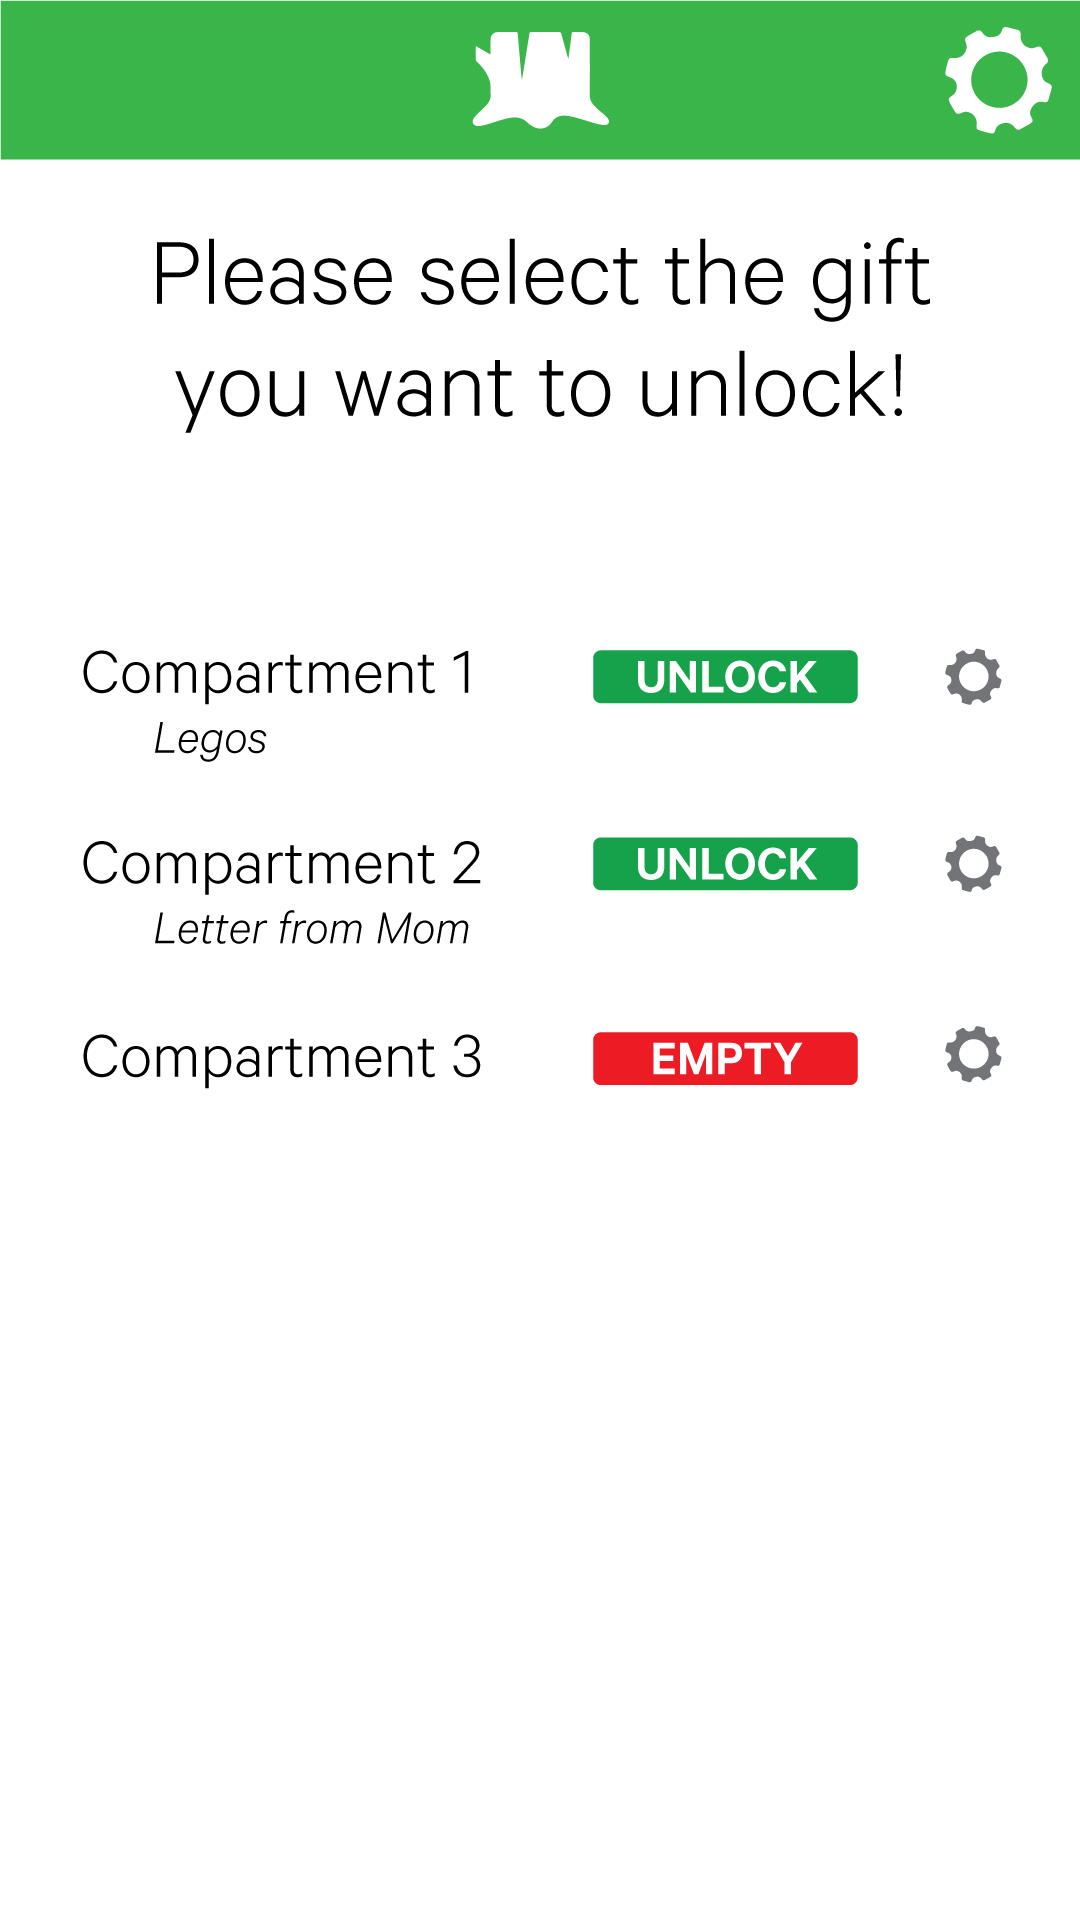 Please select the gift
you want to unlock!
Compartment 1 UNLOCK
Legos
Compartment 2 UNLOCK
Letter from Mom
Compartment 3 EMPTY